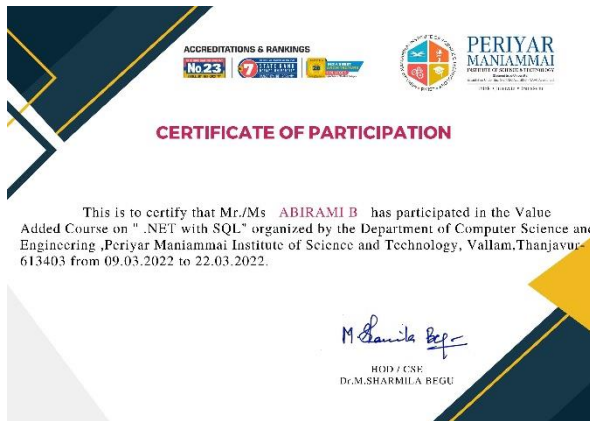 ACCREDITATIONS & RANKINGS
No 23
7
PERIYAR
MANIAMMAI
INSTITUTE OF SCIENCE & TECHNOLOGY
CERTIFICATE OF PARTICIPATION
This is to certify that Mr./Ms ABIRAMI B has participated in the Value
Added Course on " .NET with SQL" organized by the Department of Computer Science and
Engineering ,Periyar Maniammai Institute of Science and Technology, Vallam,Thanjavur-
613403 from 09.03.2022 to 22.03.2022.
HOD / CSE
Dr.M.SHARMILA BEGU